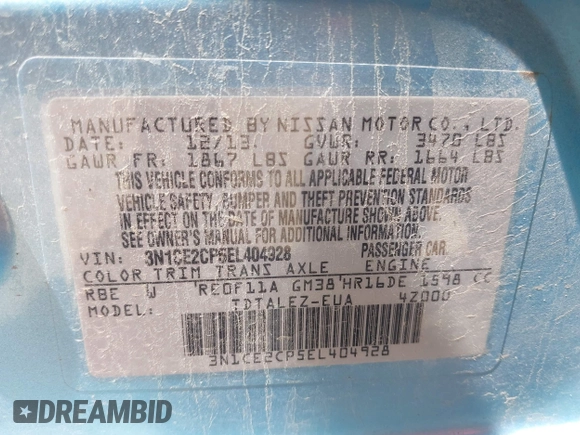 MANUFACTURED BY NISSAN MOTOR CO., LTD.
DATE: 12/13 GVWR: 3470 LBS
GAWR FR: 1867 LBS GAWR RR: 1664 LBS
THIS VEHICLE CONFORMS TO ALL APPLICABLE FEDERAL MOTOR
VEHICLE SAFETY, BUMPER AND THEFT PREVENTION STANDARDS
IN EFFECT ON THE DATE OF MANUFACTURE SHOWN ABOVE.
SEE OWNER'S MANUAL FOR ADDITIONAL INFORMATION.
VIN: 3N1CE2CP5EL404928 PASSENGER CAR.
COLOR TRIM TRANS AXLE ENGINE
RBE W 'RE0F11A GM38'HR16DE 1598 CC
MODEL: TDTALEZ-EUA 4Z000
3N1CE2CP5EL404928
DREAMBID